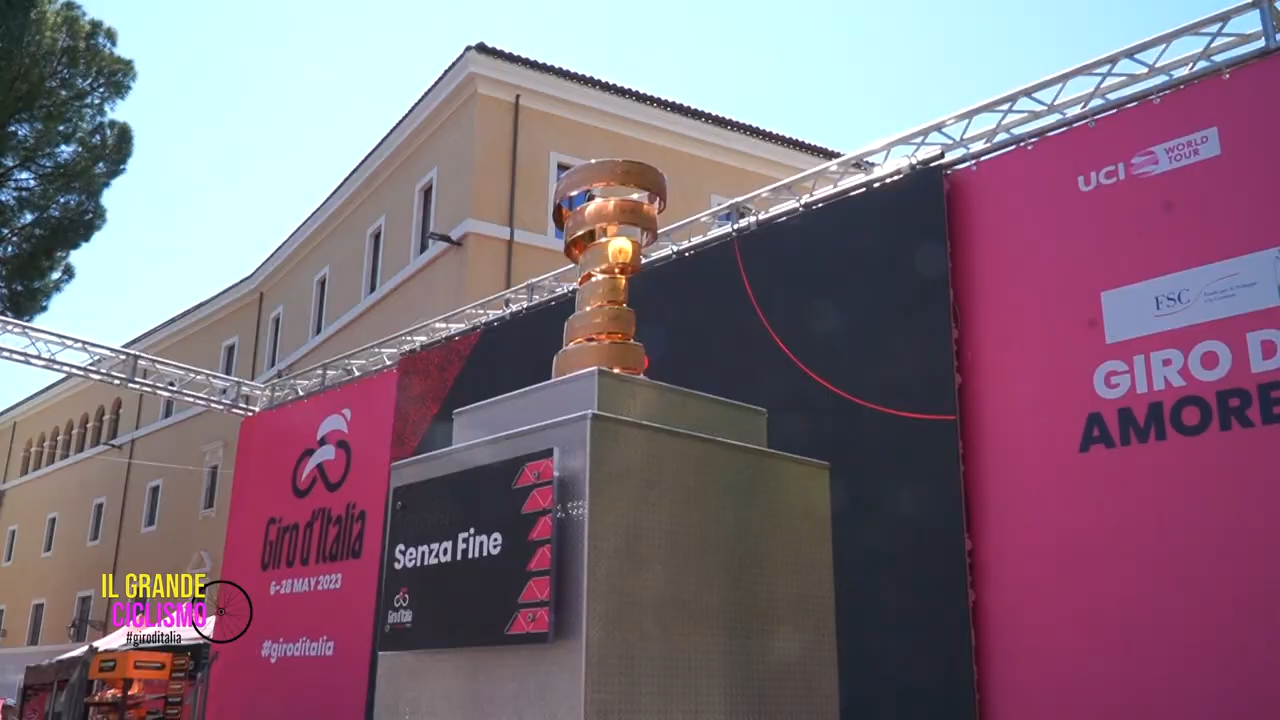 UCI WORLD
TOUR
FSC
GIRO D
AMORE
Giro d'Italia
6–28 MAY 2023
#giroditalia
Senza Fine
Giro d'Italia
IL GRANDE
CICLISMO
#giroditalia